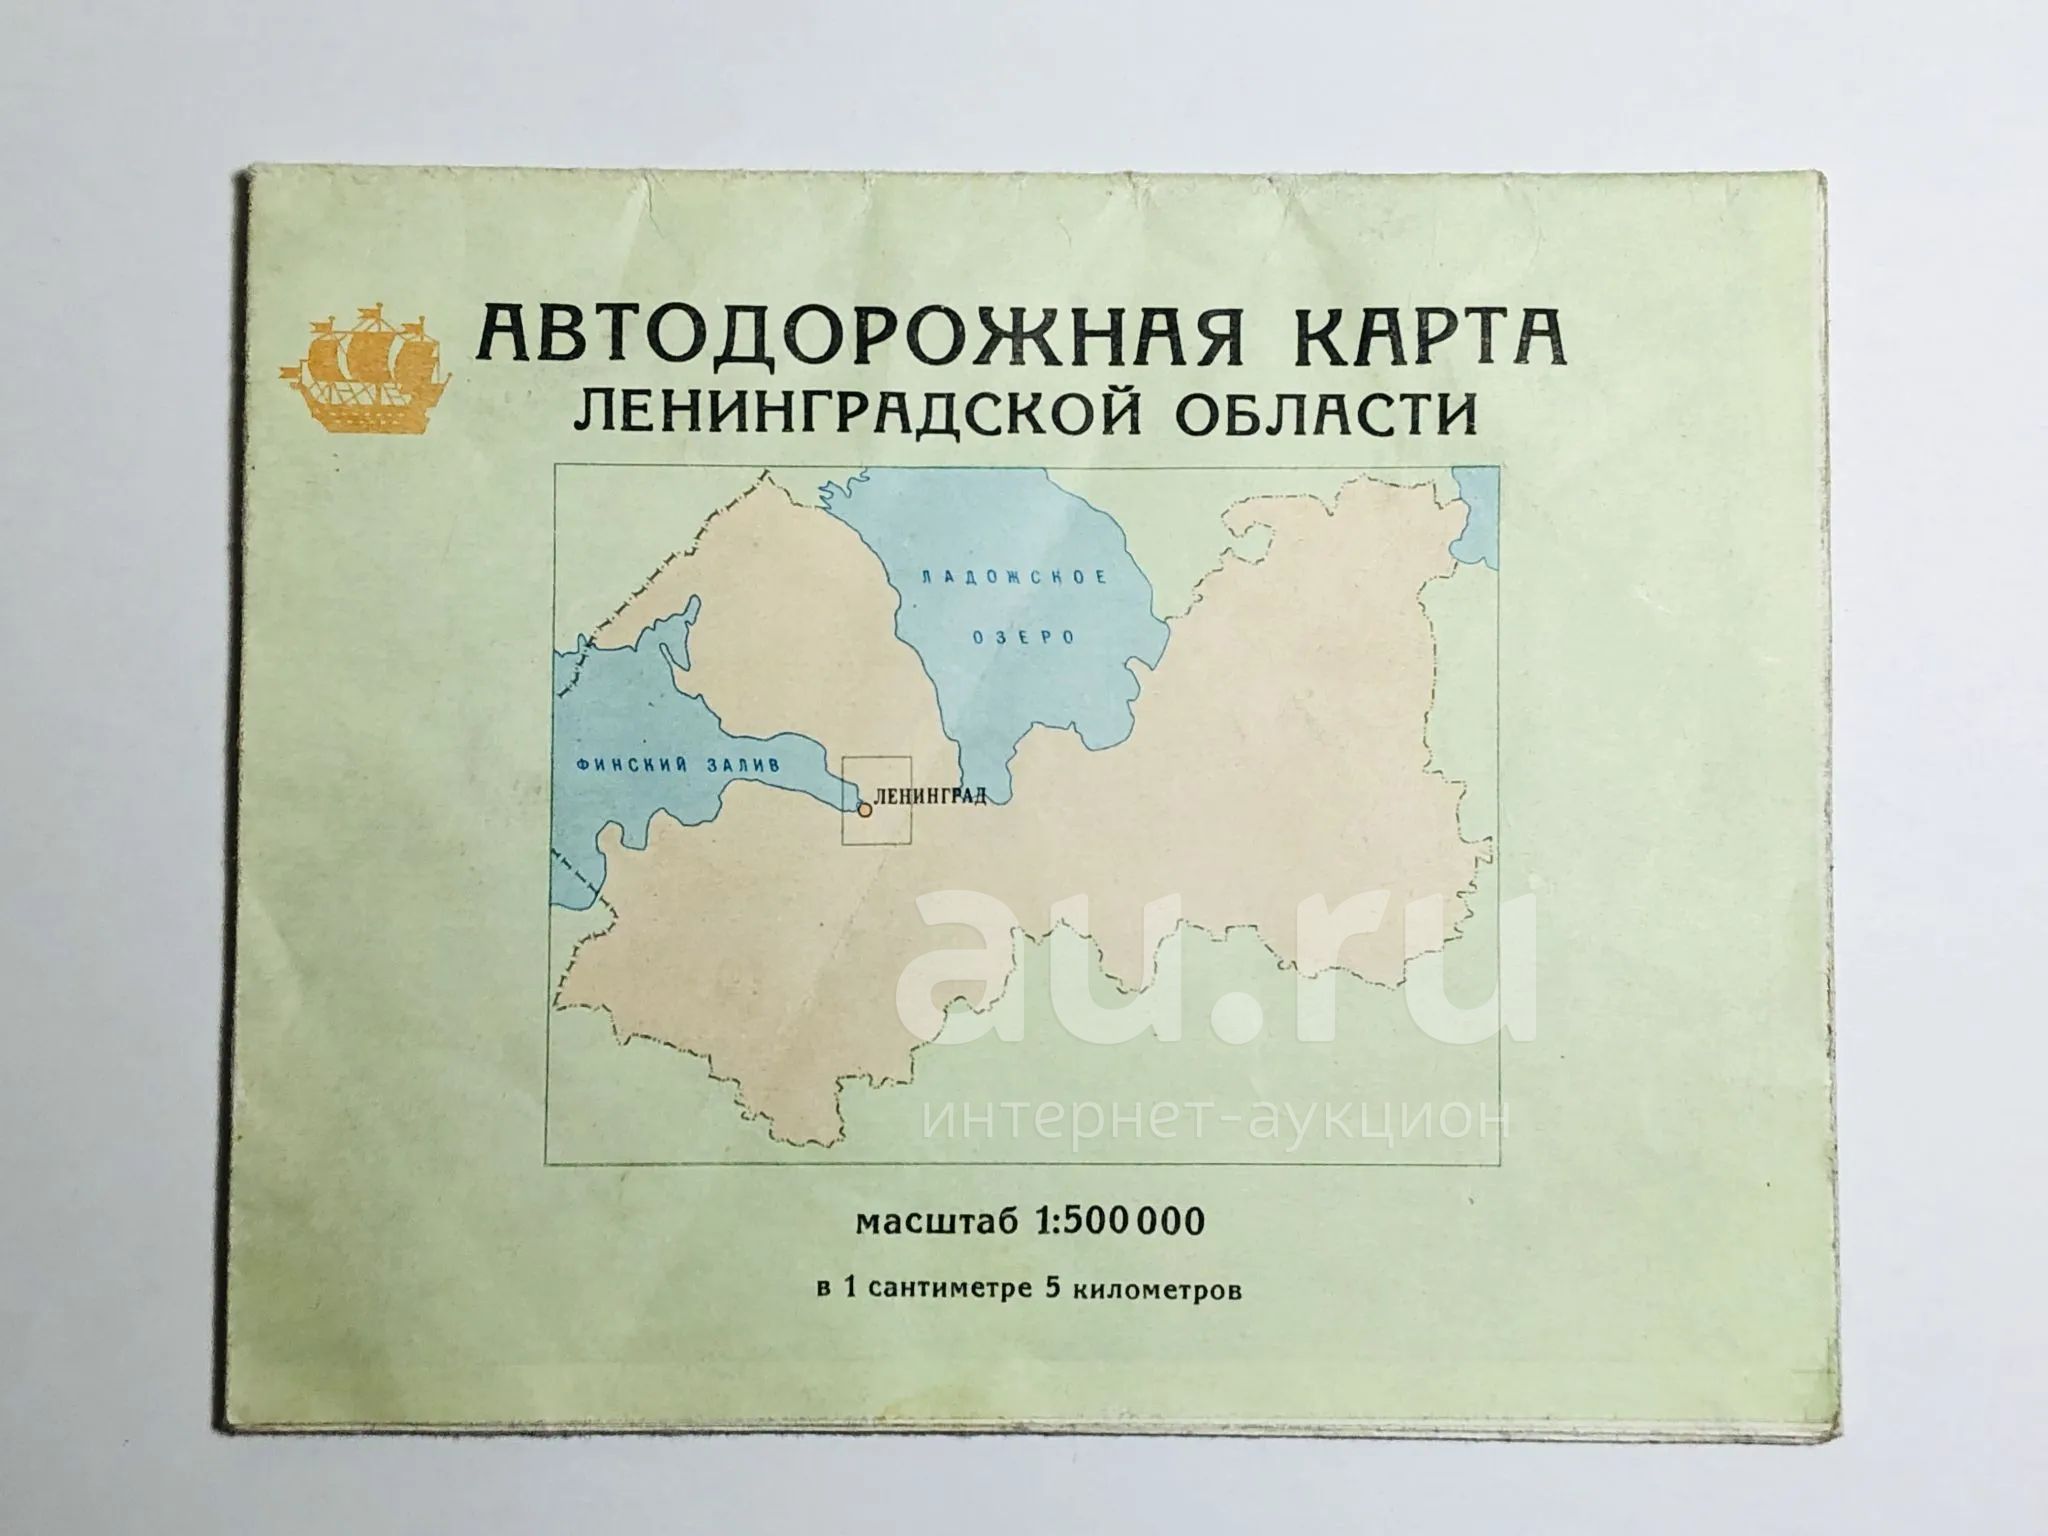 АВТОДОРОЖНАЯ КАРТА
ЛЕНИНГРАДСКОЙ ОБЛАСТИ
ЛАДОЖСКОЕ
ОЗЕРО
ФИНСКИЙ ЗАЛИВ
ЛЕНИНГРАД
au.ru
интернет-аукцион
масштаб 1:500 000
в 1 сантиметре 5 километров